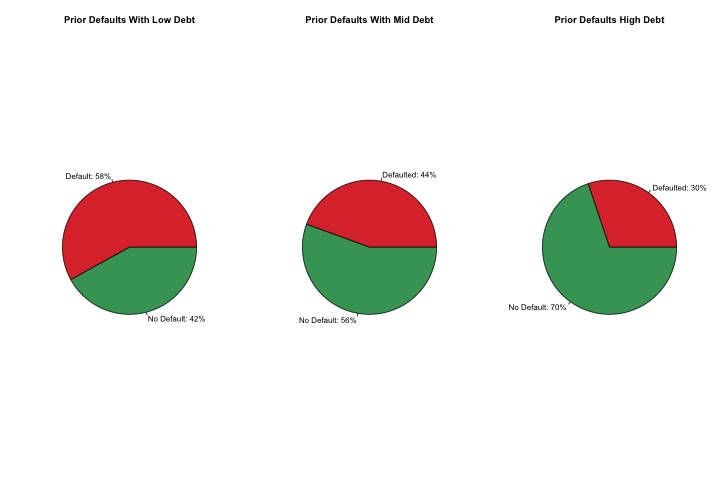 Prior Defaults With Low Debt
Prior Defaults With Mid Debt
Prior Defaults High Debt
Default: 58%
No Default: 42%
Defaulted: 44%
No Default: 56%
Defaulted: 30%
No Default: 70%